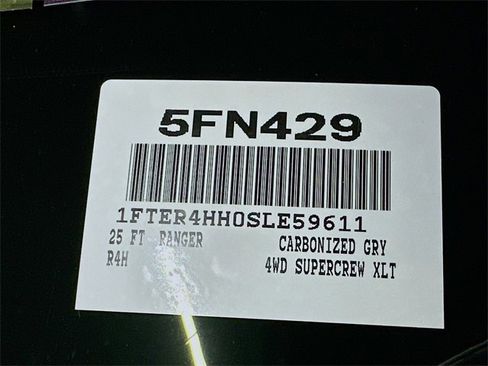 5FN429
1FTER4HH0SLE59611
25 FT RANGER CARBONIZED GRY
R4H 4WD SUPERCREW XLT